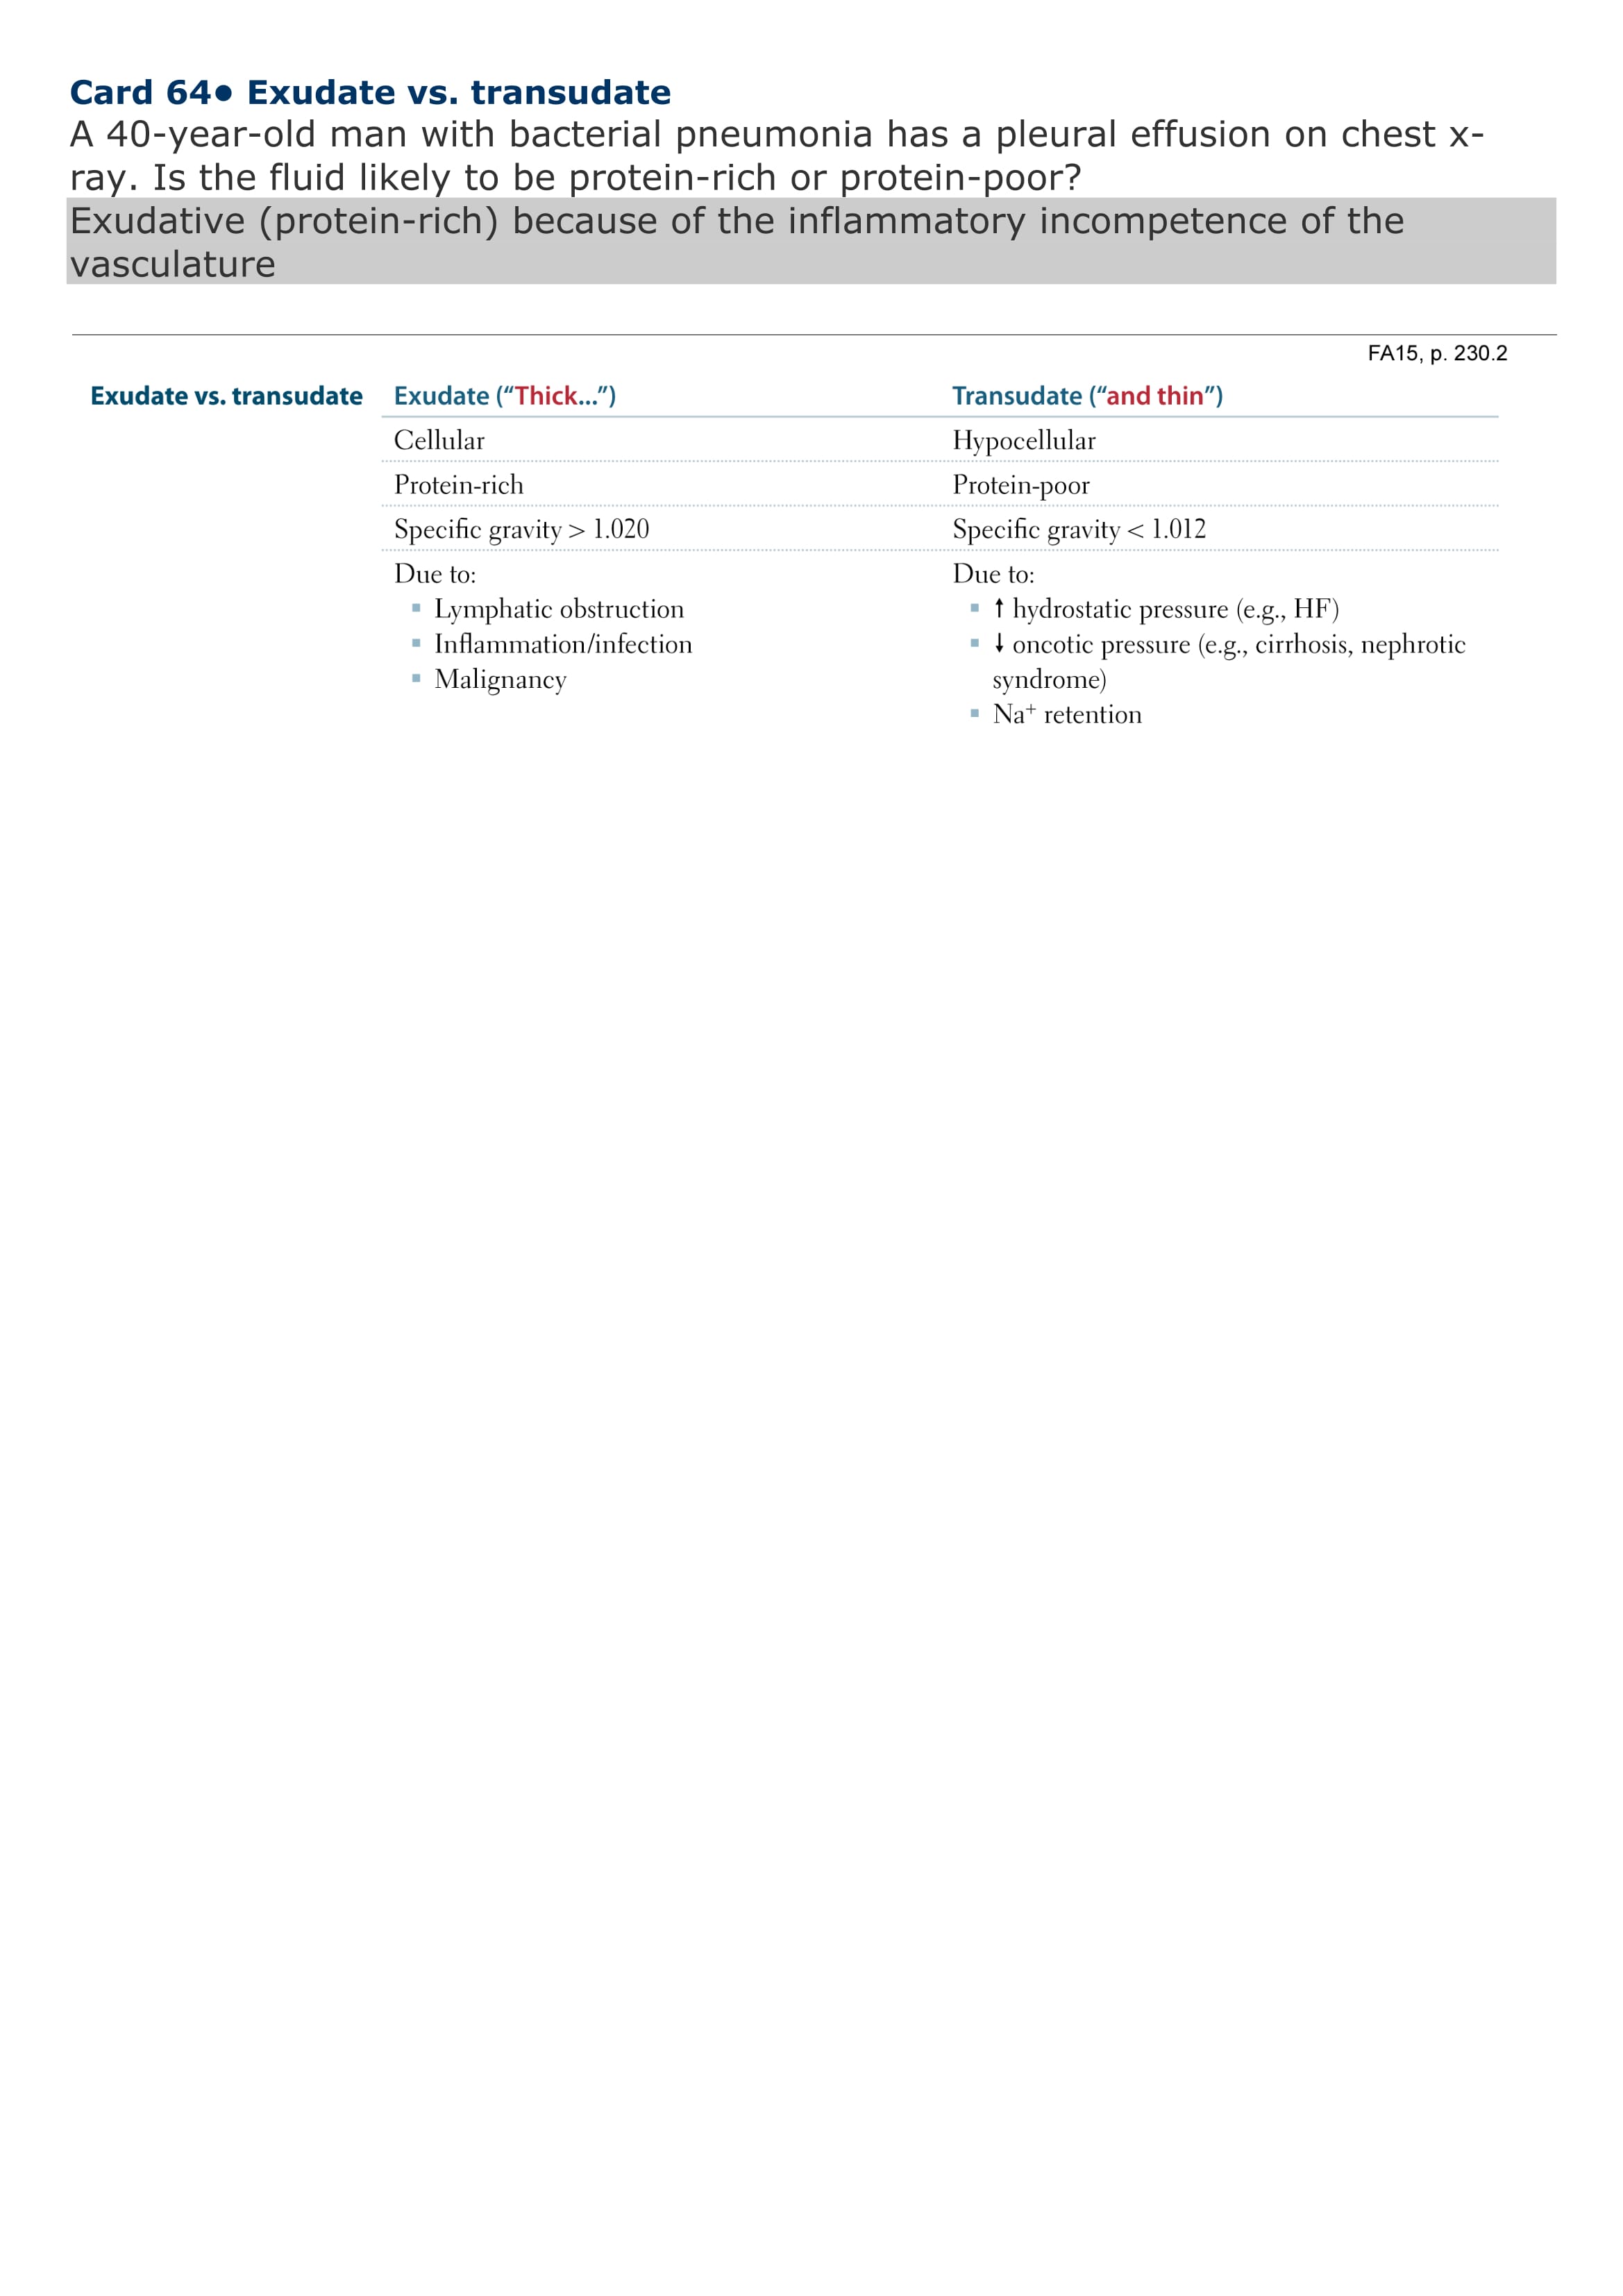 Card 64● Exudate vs. transudate
A 40-year-old man with bacterial pneumonia has a pleural effusion on chest x-
ray. Is the fluid likely to be protein-rich or protein-poor?
Exudative (protein-rich) because of the inflammatory incompetence of the
vasculature
FA15, p. 230.2
Exudate vs. transudate Exudate (“Thick…”) Transudate (“and thin”)
Cellular Hypocellular
Protein-rich Protein-poor
Specific gravity > 1.020 Specific gravity < 1.012
Due to: Due to:
▪ Lymphatic obstruction ▪ ↑ hydrostatic pressure (e.g., HF)
▪ Inflammation/infection ▪ ↓ oncotic pressure (e.g., cirrhosis, nephrotic
▪ Malignancy syndrome)
▪ Na⁺ retention